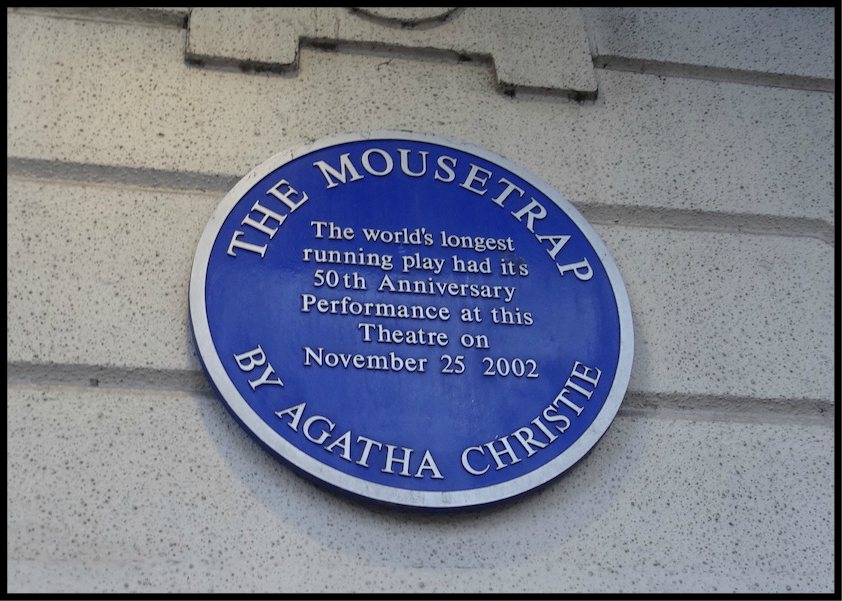 THE MOUSETRAP
The world's longest
running play had its
50th Anniversary
Performance at this
Theatre on
November 25 2002
BY AGATHA CHRISTIE